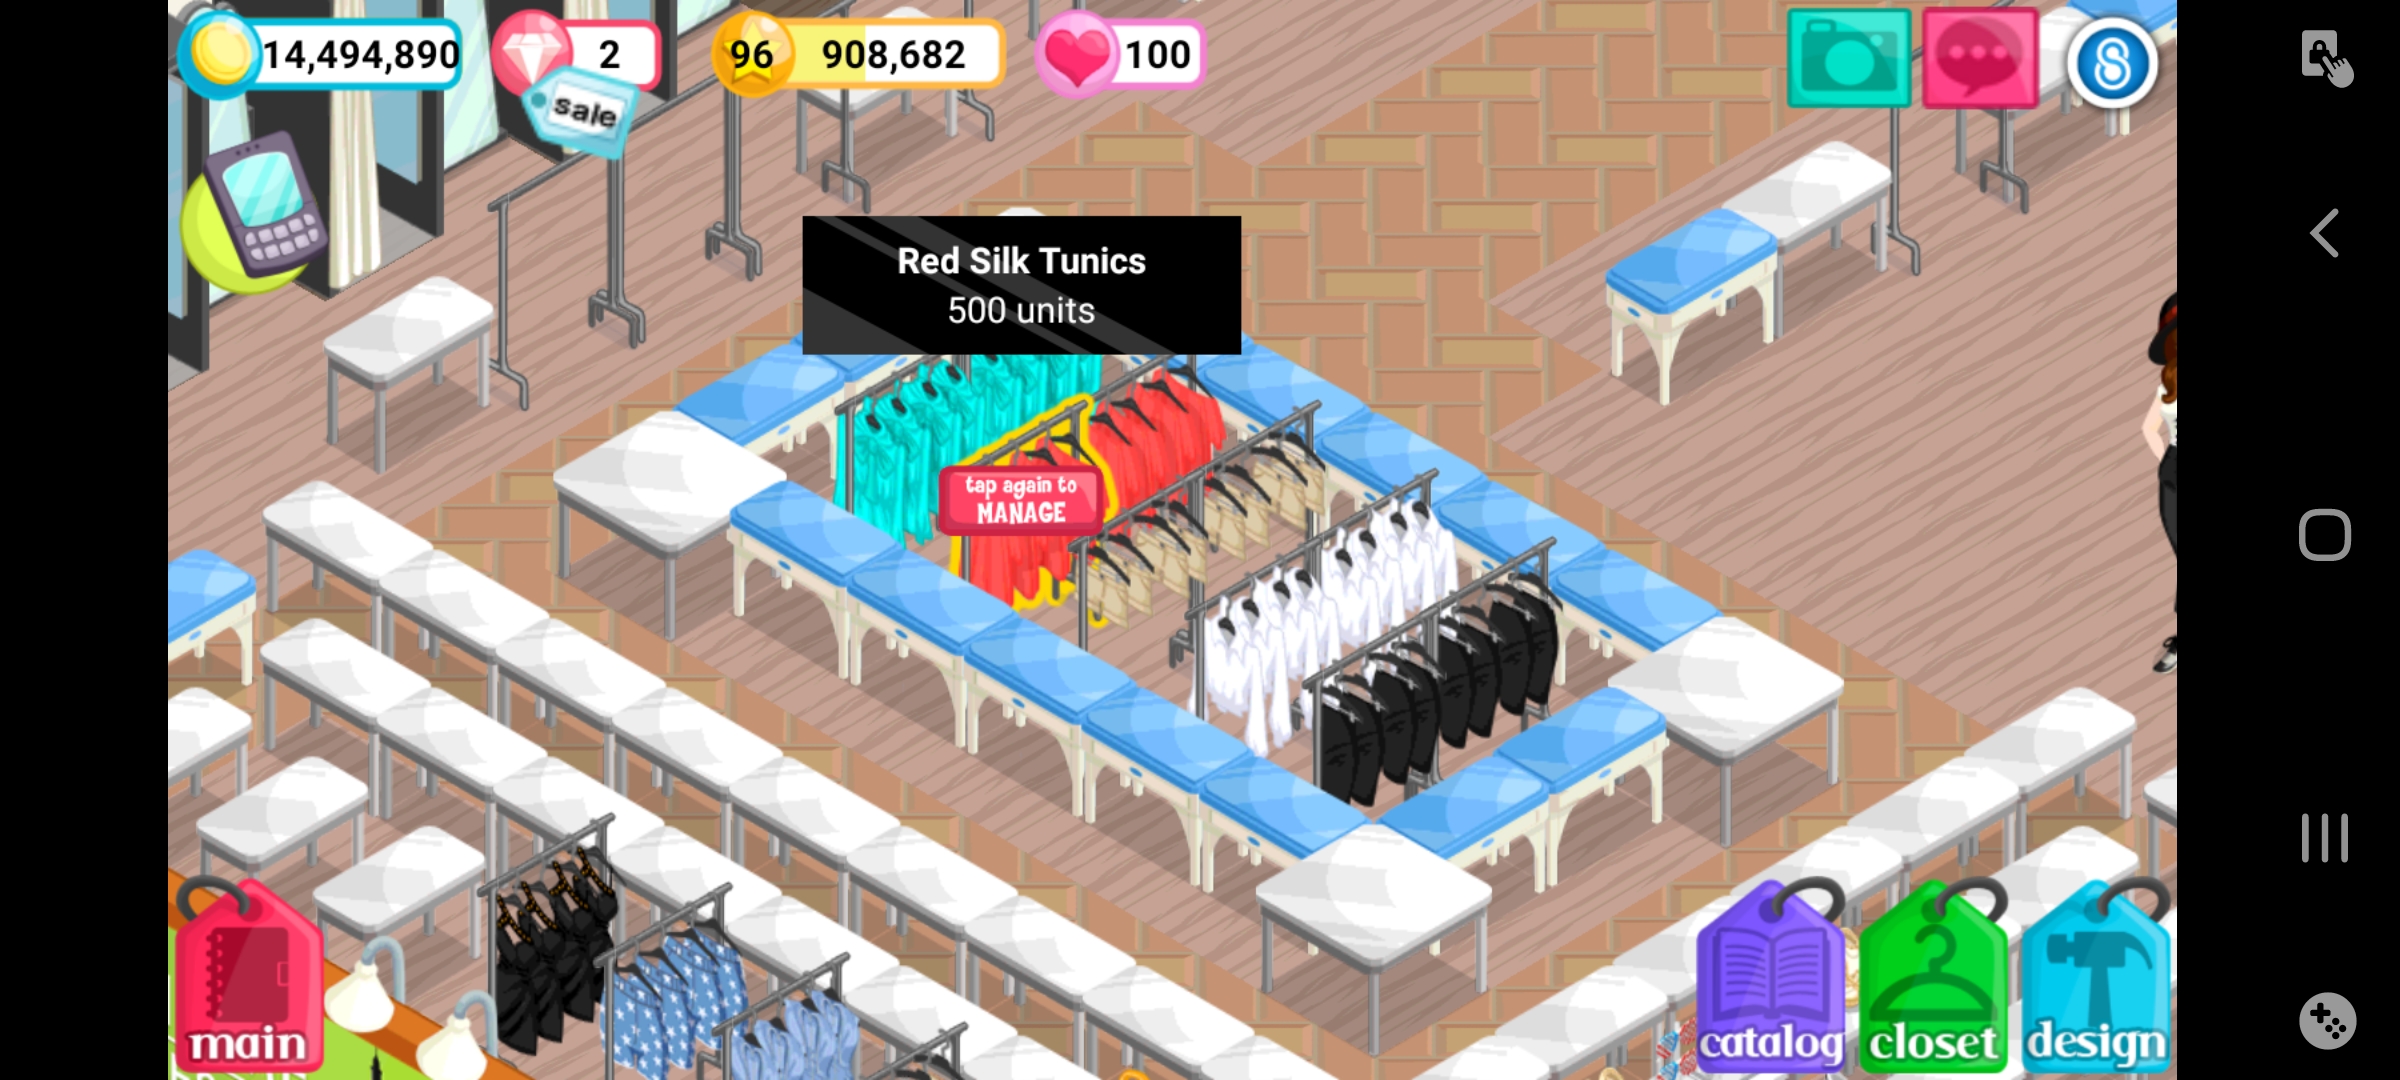 14,494,890
2
96
908,682
100
sale
Red Silk Tunics
500 units
tap again to
MANAGE
main
catalog
closet
design